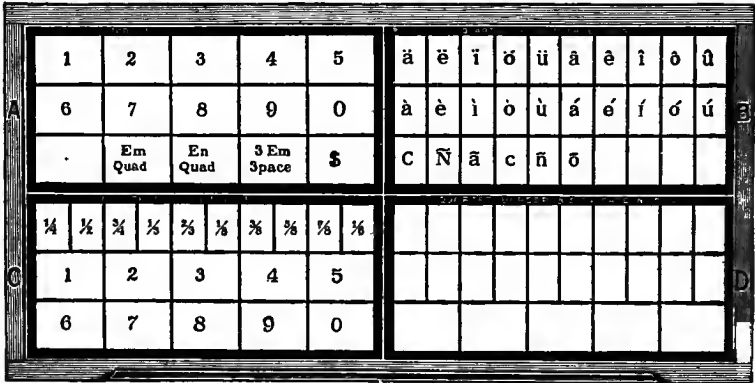 A
1 2 3 4 5
6 7 8 9 0
. Em Quad En Quad 3 Em Space $
B
ä ë ï ö ü â ê î ô û
à è ì ò ù á é í ó ú
C Ñ ã c ñ õ
C
¼ ½ ¾ ⅓ ⅔ ⅜ ⅝ ⅞
1 2 3 4 5
6 7 8 9 0
D